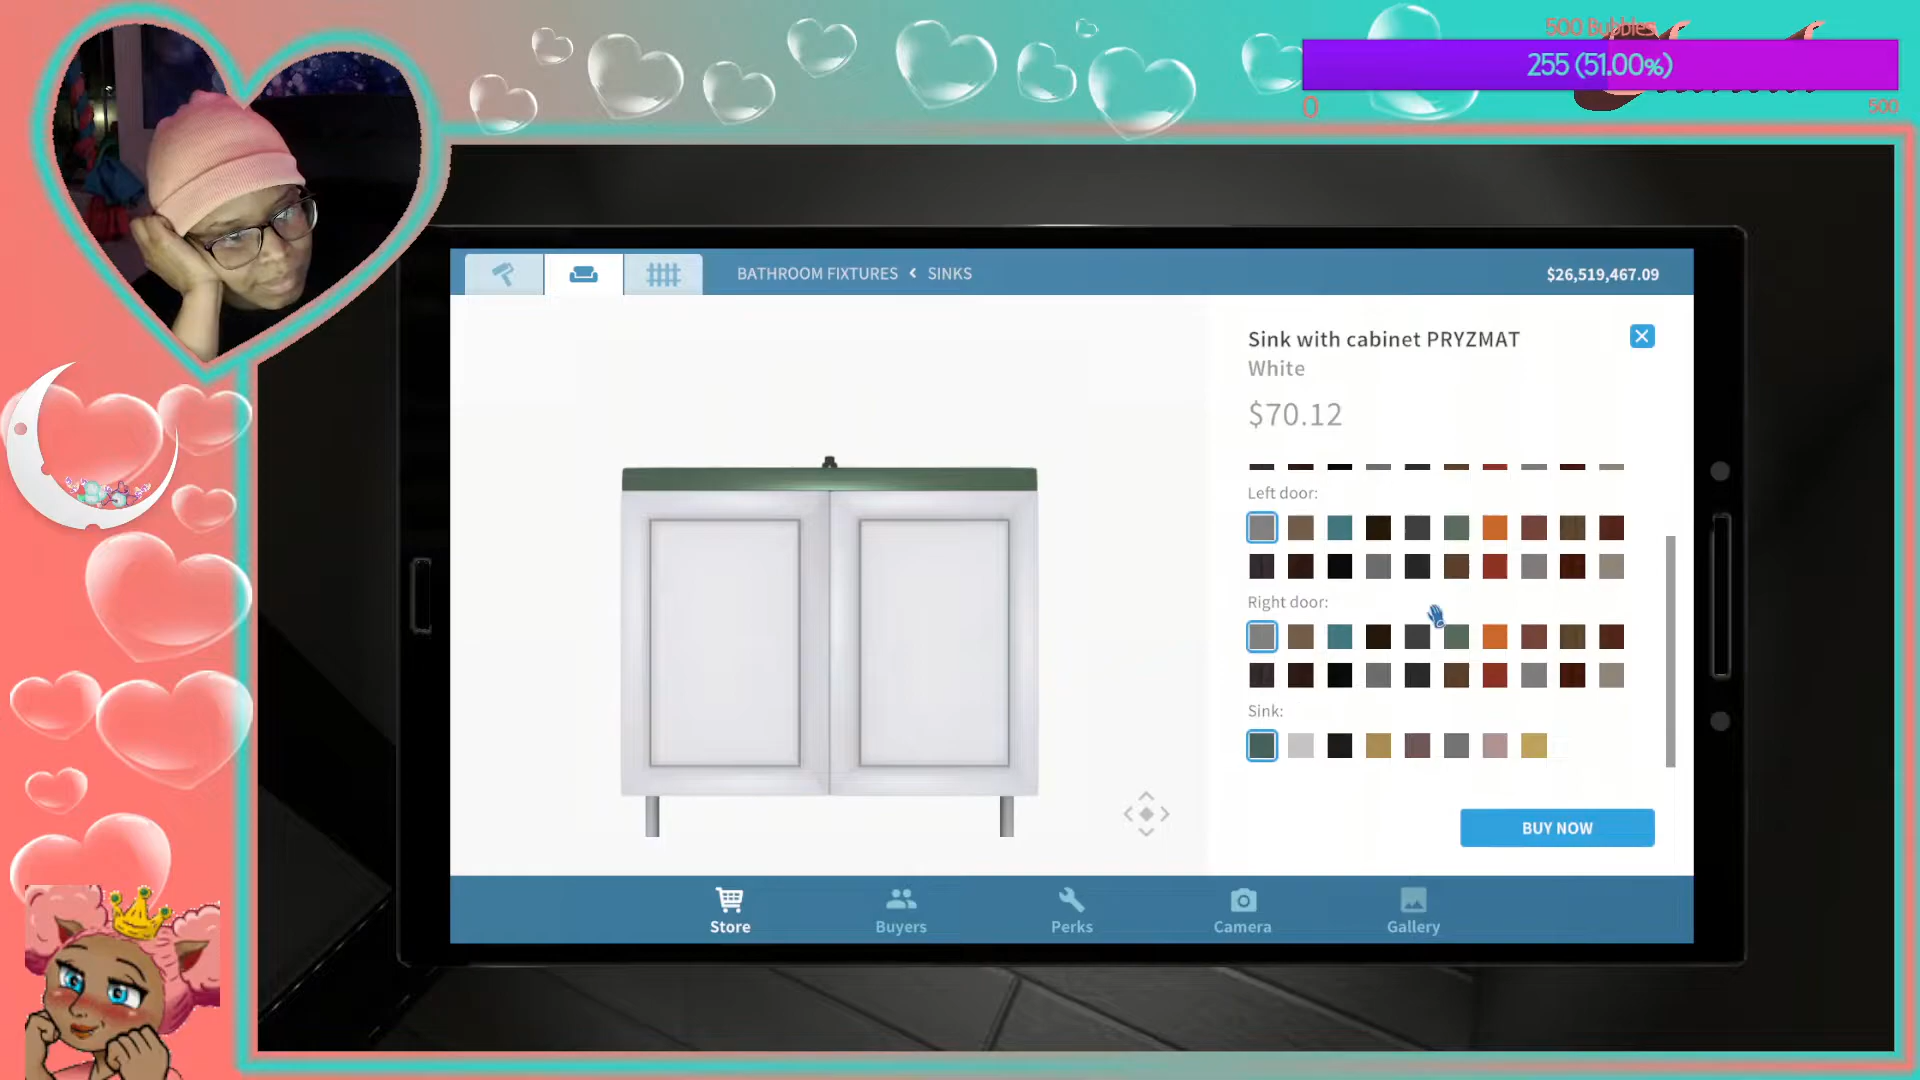 500 Bubbles
255 (51.00%)
0
500
BATHROOM FIXTURES
SINKS
$26,519,467.09
Sink with cabinet PRYZMAT
White
$70.12
Left door:
Right door:
Sink:
BUY NOW
Store
Buyers
Perks
Camera
Gallery